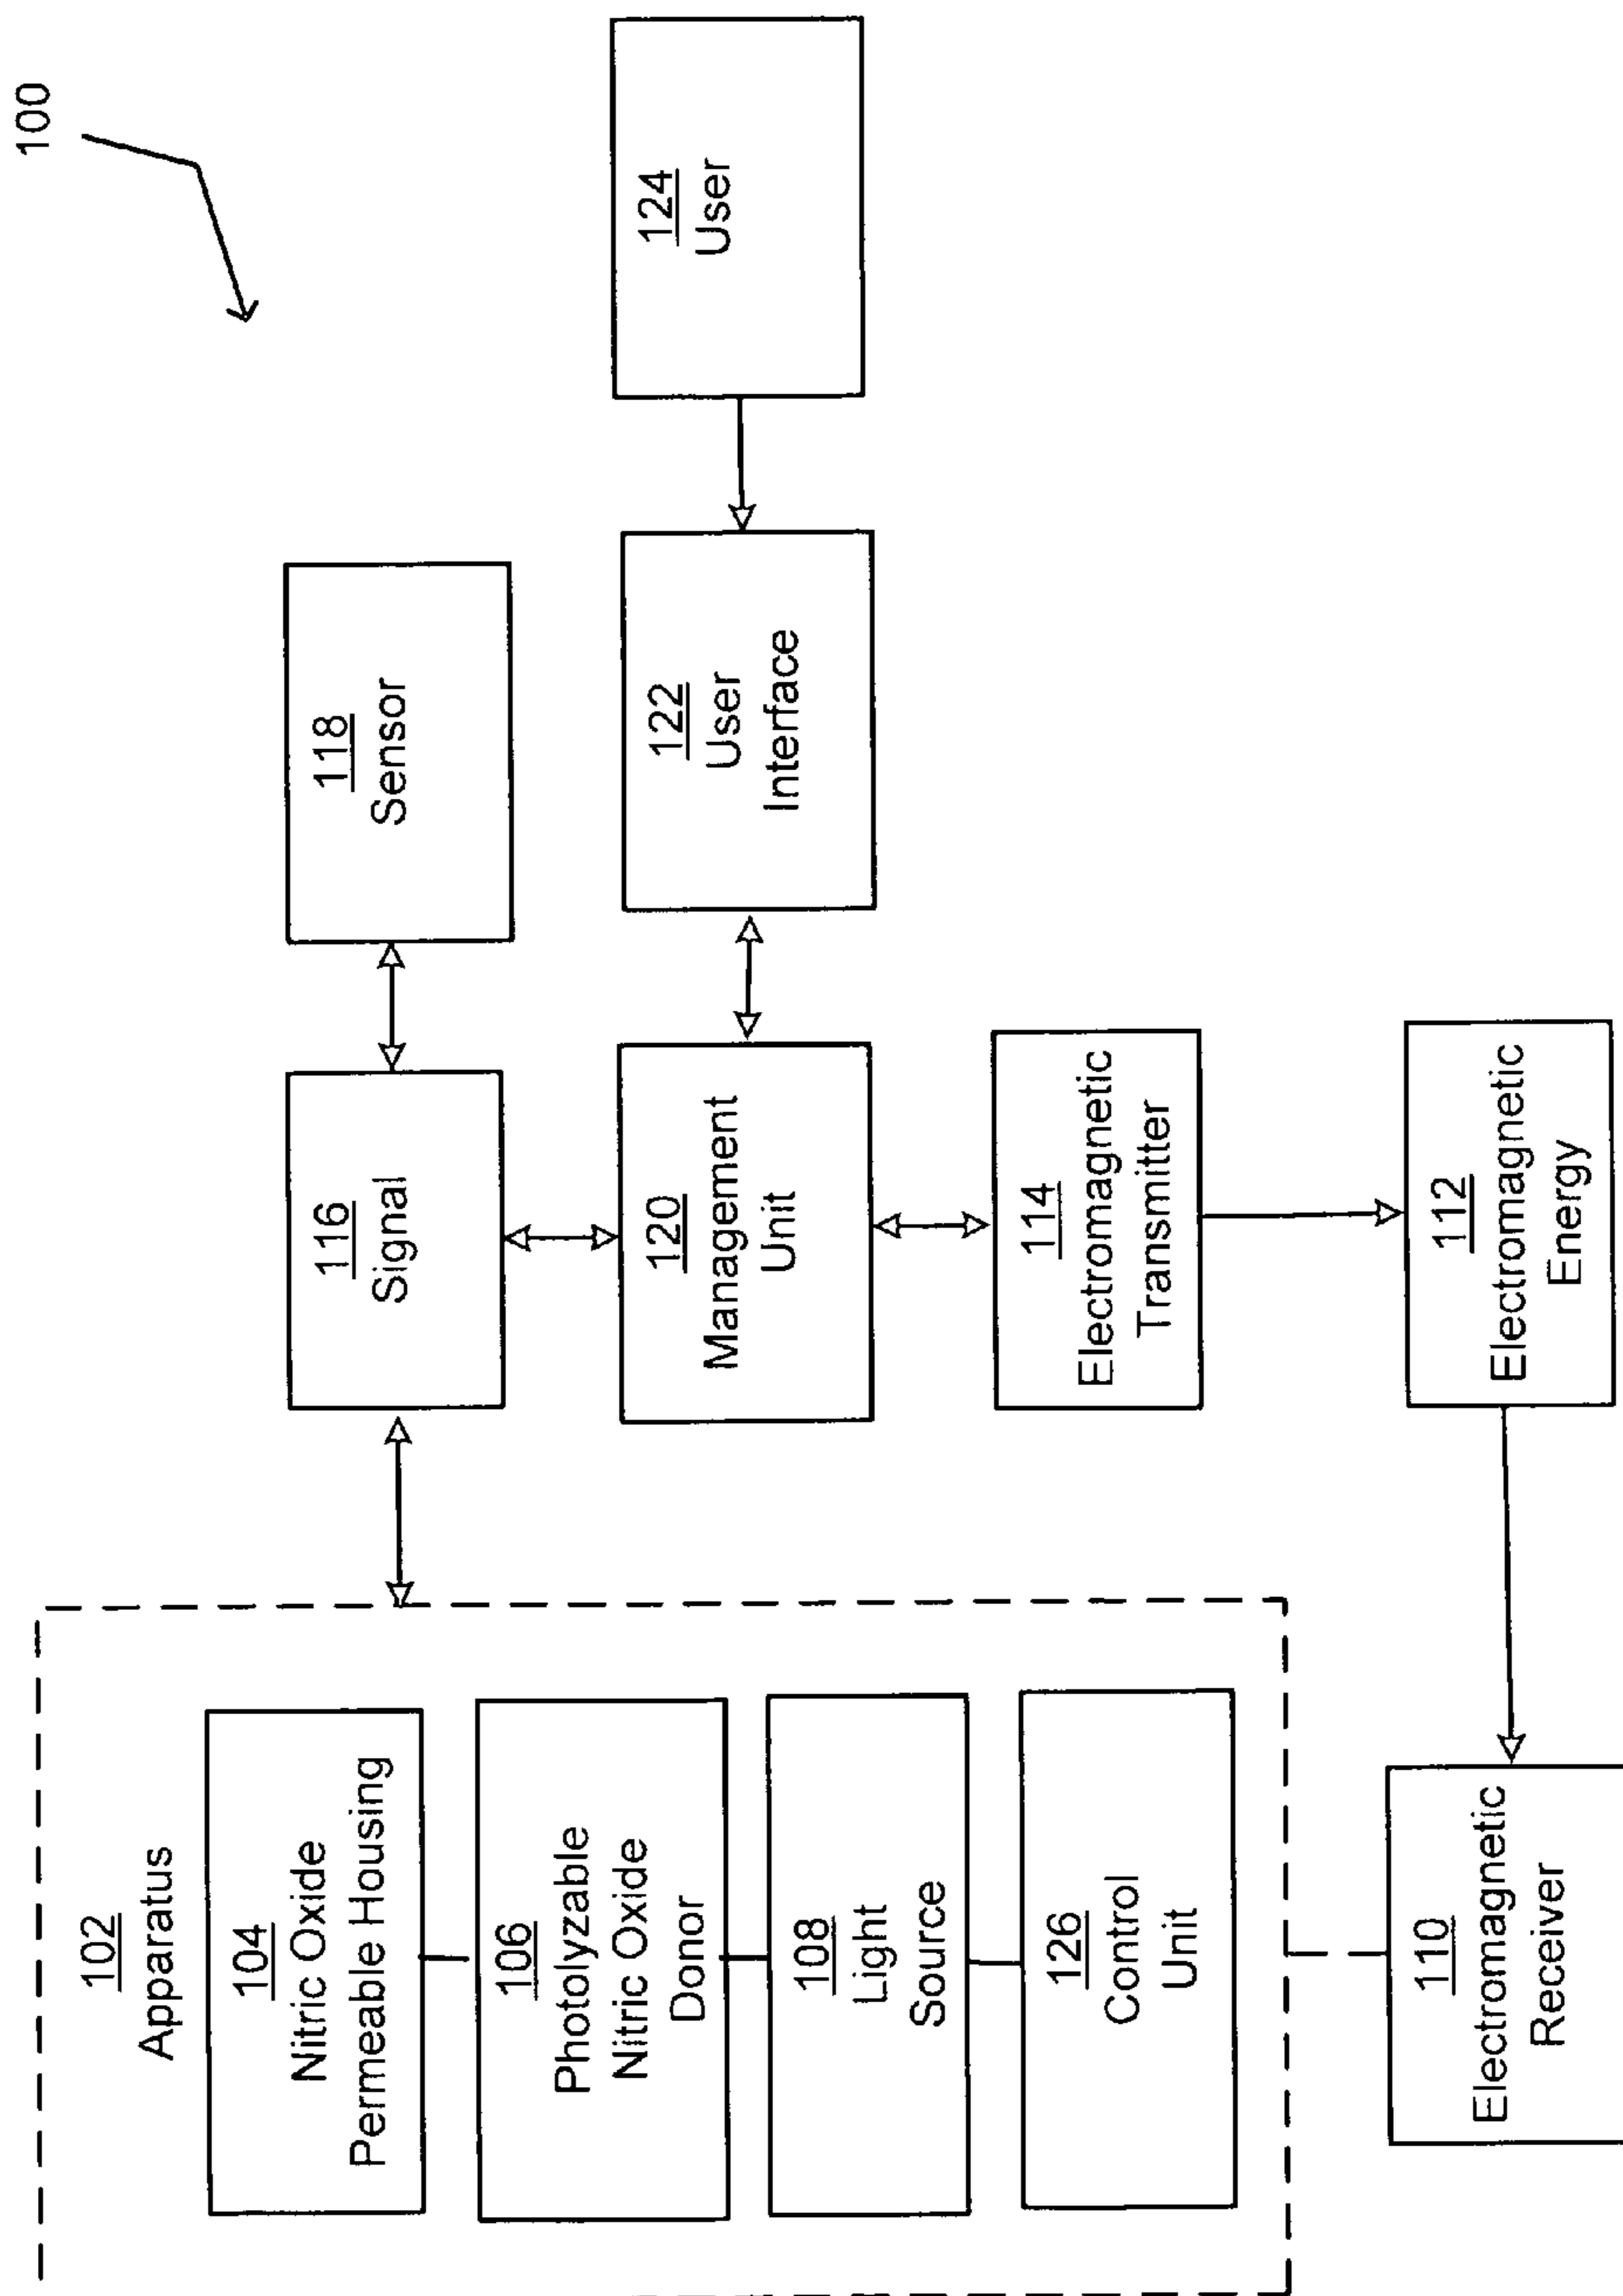 100
102
Apparatus
104
Nitric Oxide
Permeable Housing
106
Photolyzable
Nitric Oxide
Donor
108
Light
Source
126
Control
Unit
116
Signal
118
Sensor
120
Management
Unit
122
User
Interface
124
User
114
Electromagnetic
Transmitter
110
Electromagnetic
Receiver
112
Electromagnetic
Energy